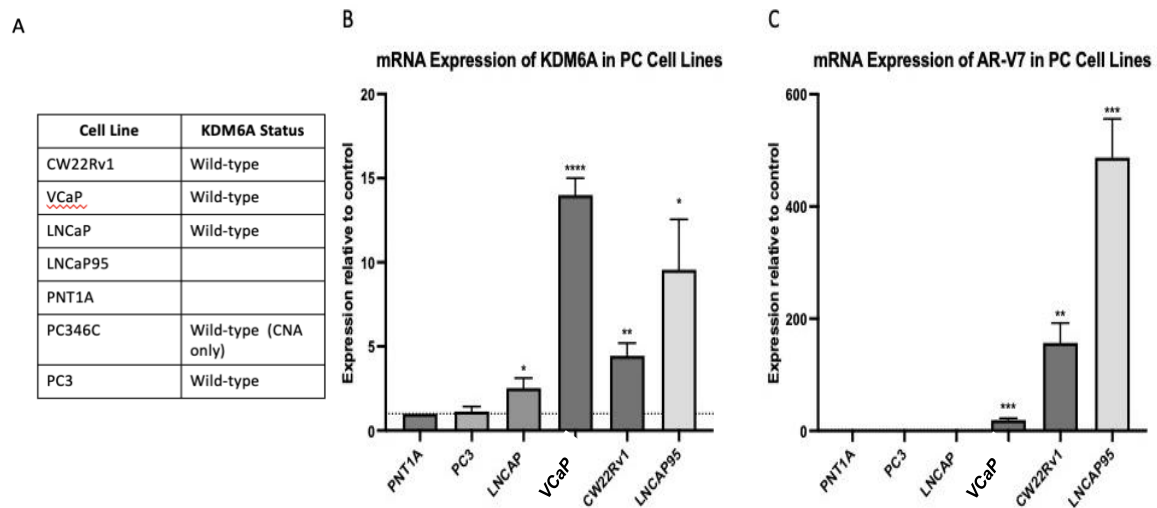 A
Cell Line KDM6A Status
CW22Rv1 Wild-type
VCaP Wild-type
LNCaP Wild-type
LNCaP95
PNT1A
PC346C Wild-type (CNA
only)
PC3 Wild-type
B
mRNA Expression of KDM6A in PC Cell Lines
Expression relative to control
20
15
10
5
0
*
****
**
*
PNT1A
PC3
LNCAP
VCaP
CW22Rv1
LNCAP95
C
mRNA Expression of AR-V7 in PC Cell Lines
Expression relative to control
600
400
200
0
***
**
***
PNT1A
PC3
LNCAP
VCaP
CW22Rv1
LNCAP95